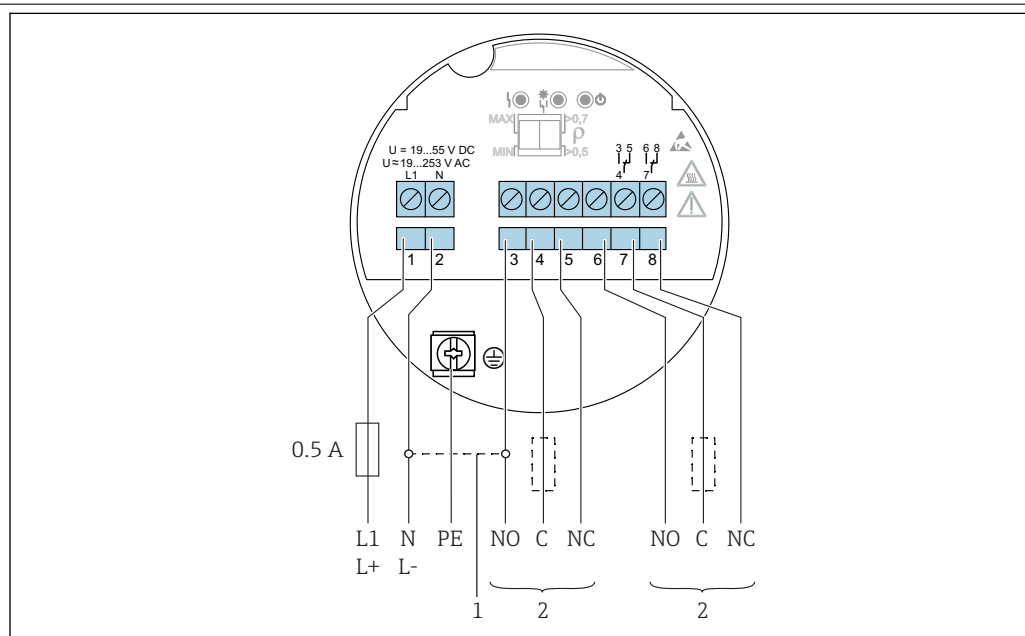 MAX >0,7
ρ
MIN >0,5
U = 19...55 V DC
U ≈ 19...253 V AC
L1 N
3 5 6 8
4 7
1 2 3 4 5 6 7 8
0.5 A
L1 N PE NO C NC NO C NC
L+ L-
1 2 2